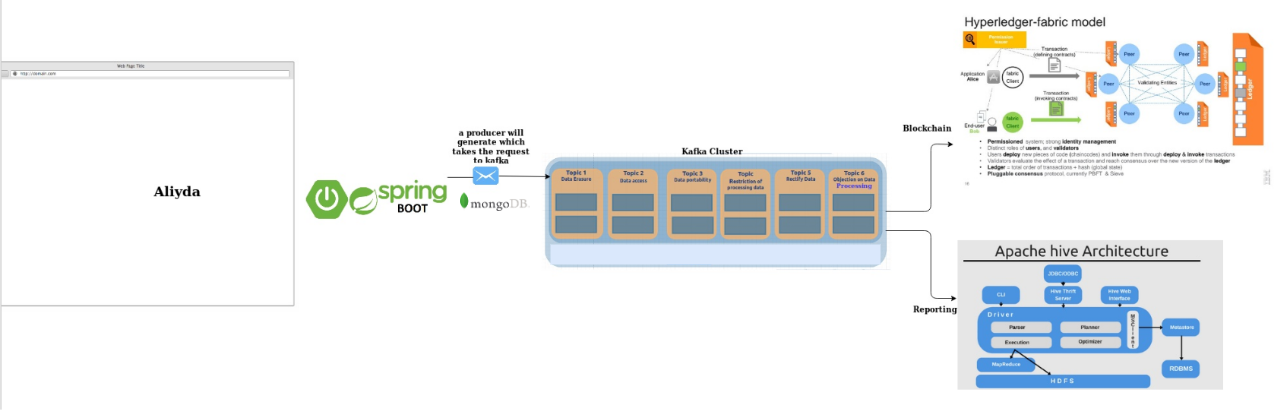 Web Page Title
http://domain.com
Aliyda
spring
BOOT
a producer will
generate which
takes the request
to kafka
mongoDB.
Kafka Cluster
Topic 1
Data Erasure
Topic 2
Data access
Topic 3
Data portability
Topic
Restriction of
processing data
Topic 5
Rectify Data
Topic 6
Objection on Data
Processing
Blockchain
Reporting
Hyperledger-fabric model
Permission
Issuer
Transaction
(defining contracts)
Application
Alice
fabric
Client
Transaction
(invoking contracts)
End-user
Bob
fabric
Client
Peer
Peer
Peer
Peer
Peer
Peer
Validating Entities
Ledger
• Permissioned system; strong identity management
• Distinct roles of users, and validators
• Users deploy new pieces of code (chaincodes) and invoke them through deploy & invoke transactions
• Validators evaluate the effect of a transaction and reach consensus over the new version of the ledger
• Ledger = total order of transactions + hash (global state)
• Pluggable consensus protocol, currently PBFT & Sieve
IBM
Apache hive Architecture
JDBC/ODBC
CLI
Hive Thrift
Server
Hive Web
Interface
Driver
Parser
Planner
Execution
Optimizer
MSClient
Metastore
MapReduce
RDBMS
HDFS